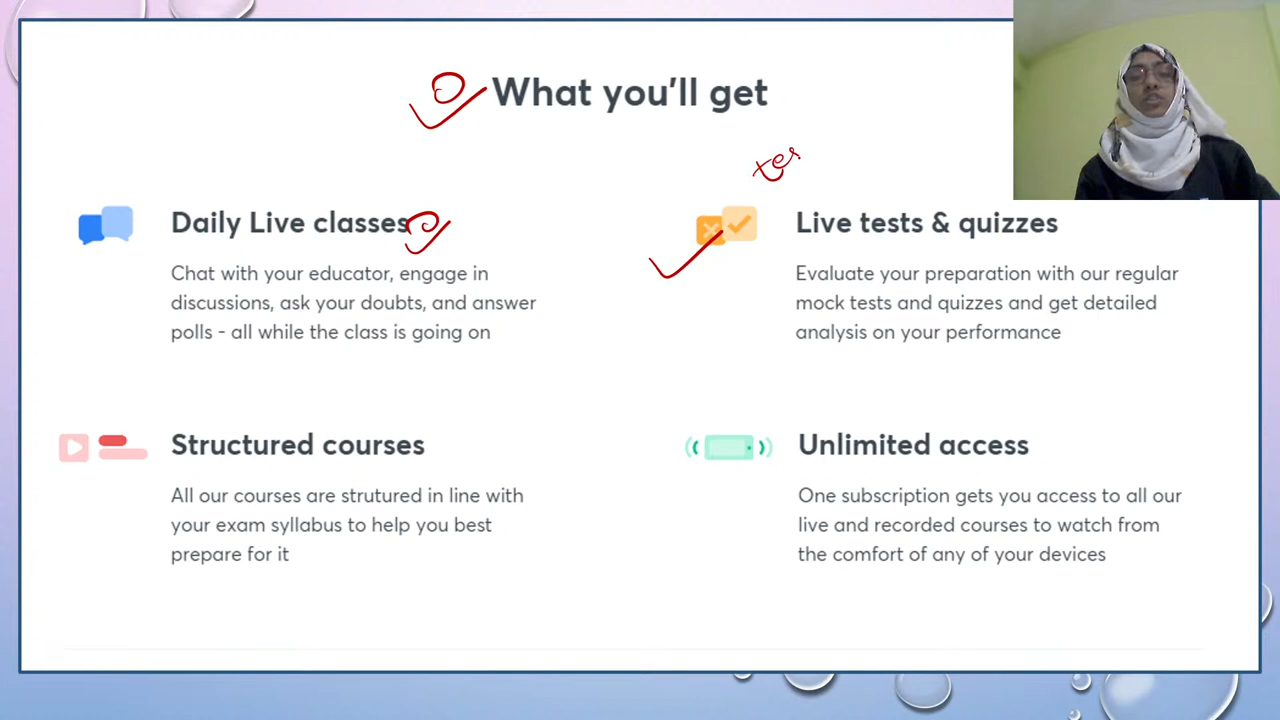 What you'll get
tes
Daily Live classes
Chat with your educator, engage in
discussions, ask your doubts, and answer
polls - all while the class is going on
Live tests & quizzes
Evaluate your preparation with our regular
mock tests and quizzes and get detailed
analysis on your performance
Structured courses
All our courses are strutured in line with
your exam syllabus to help you best
prepare for it
Unlimited access
One subscription gets you access to all our
live and recorded courses to watch from
the comfort of any of your devices